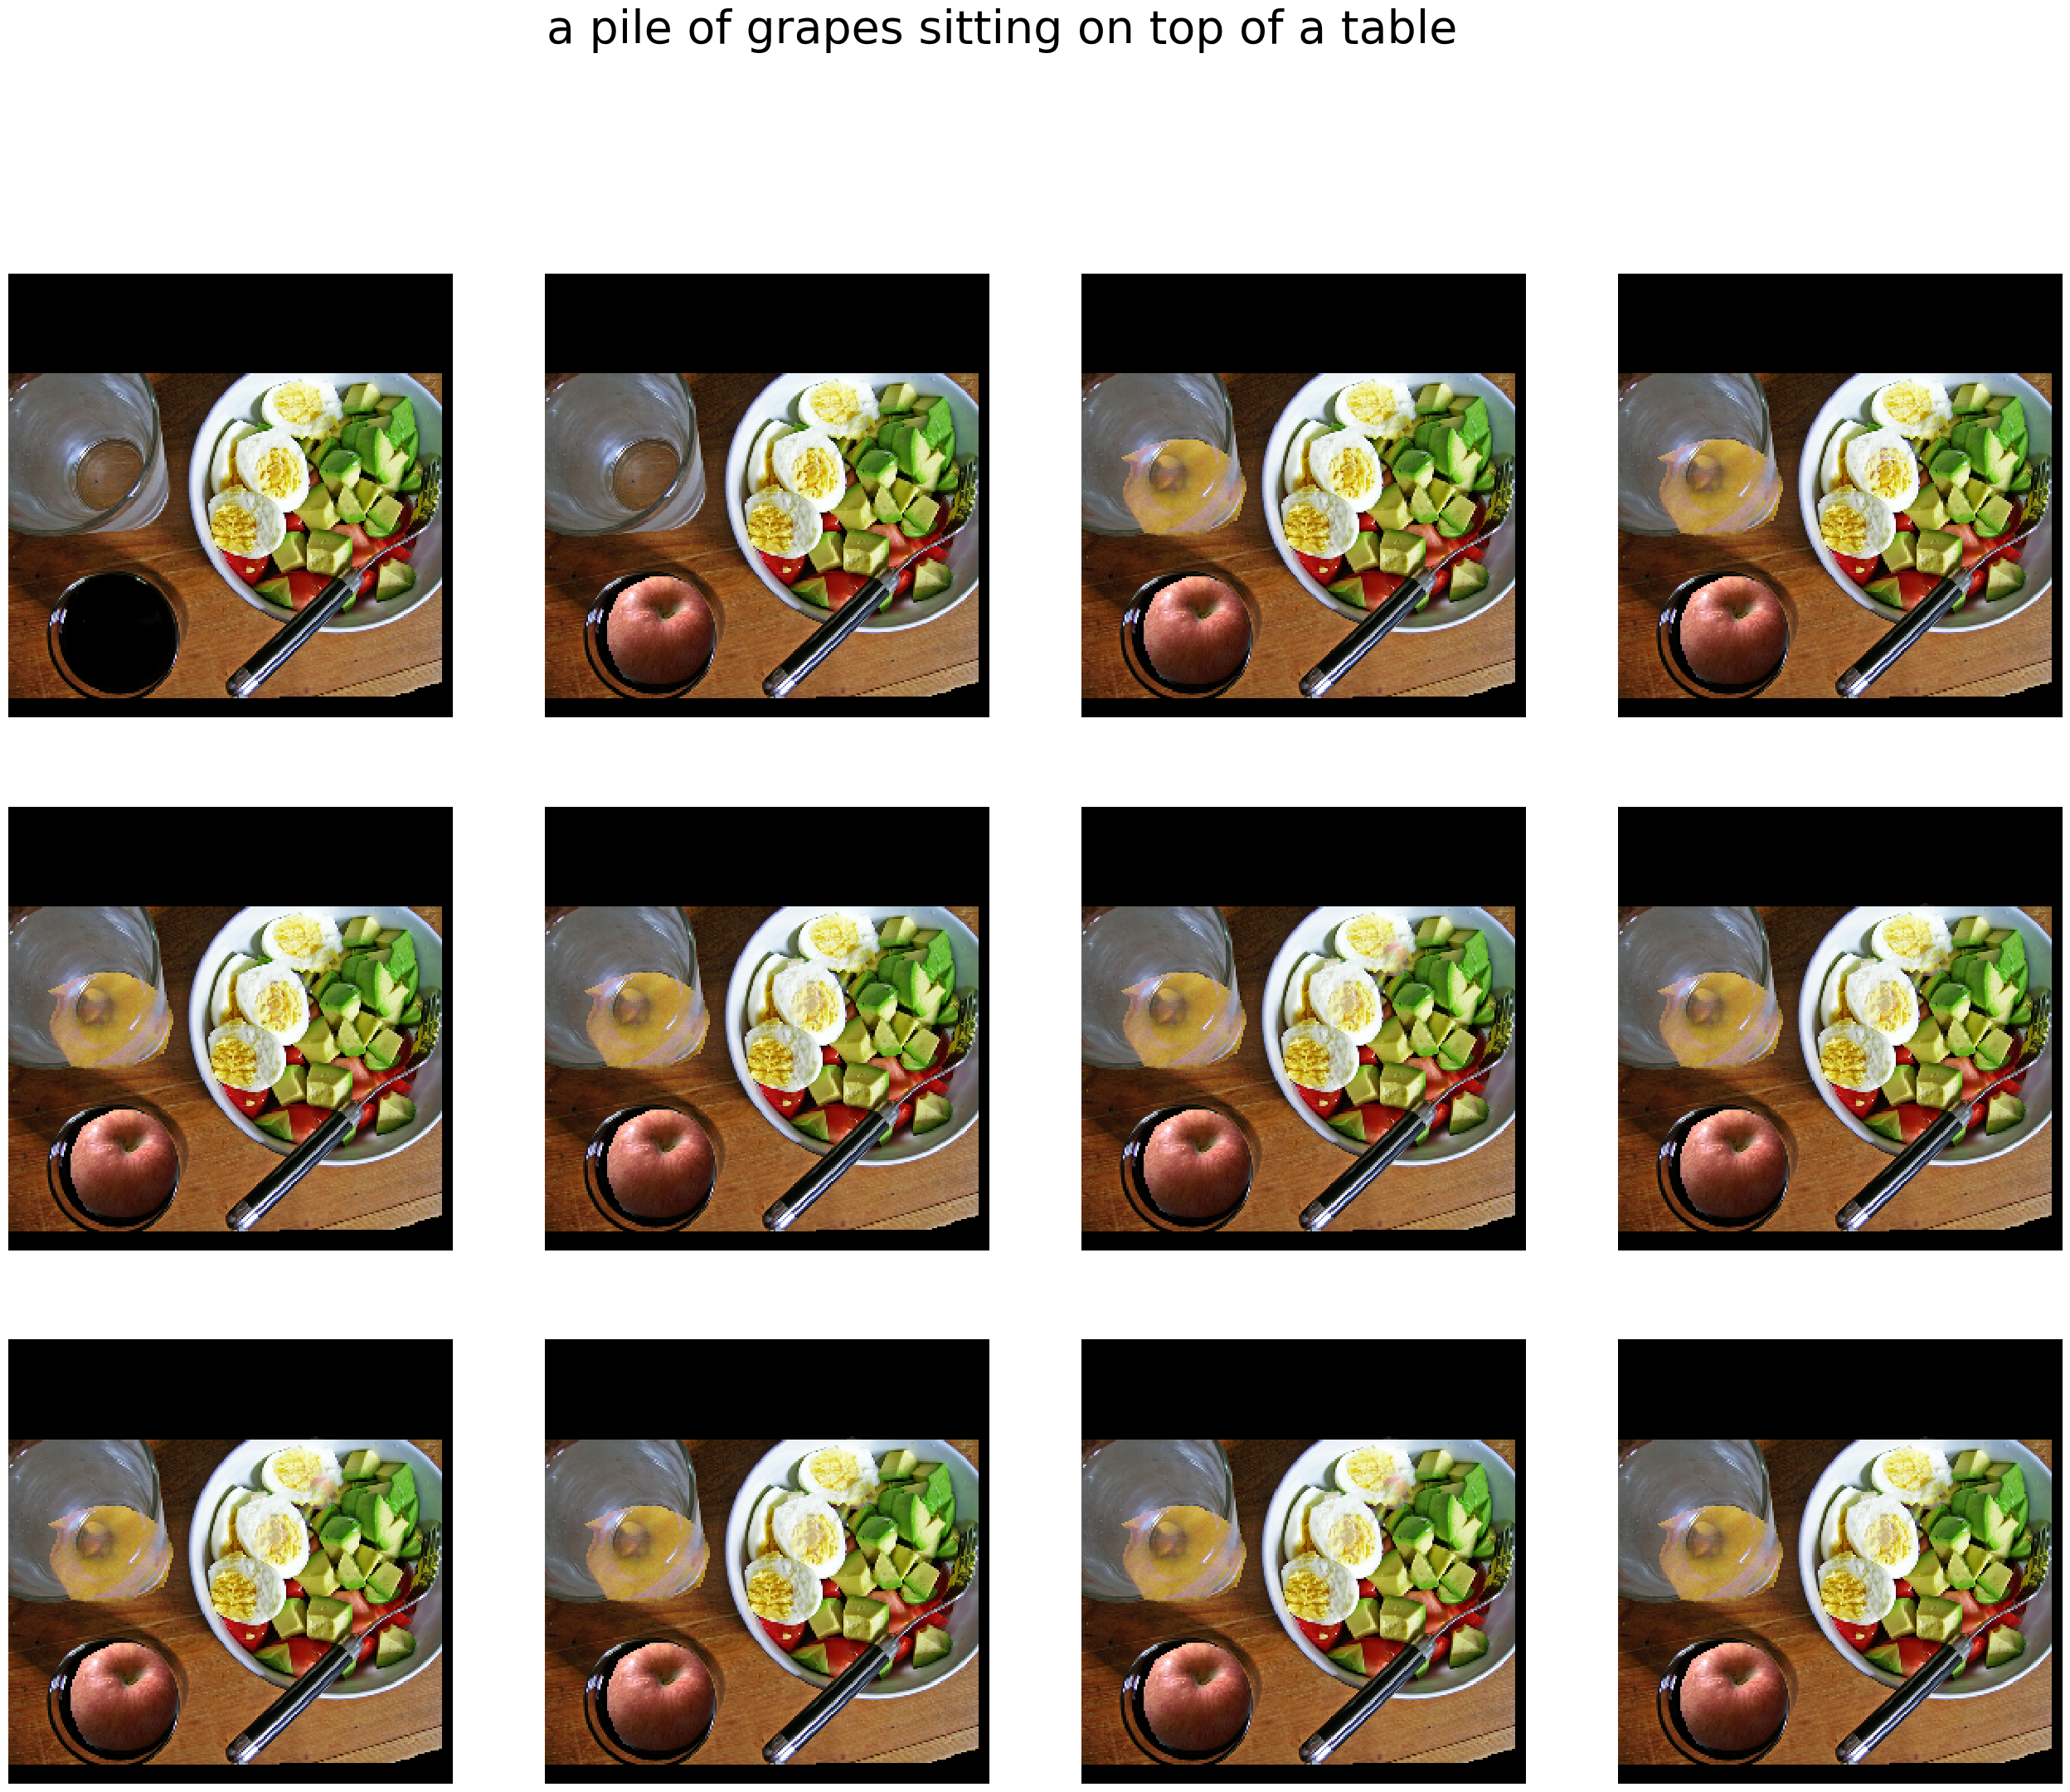 a pile of grapes sitting on top of a table